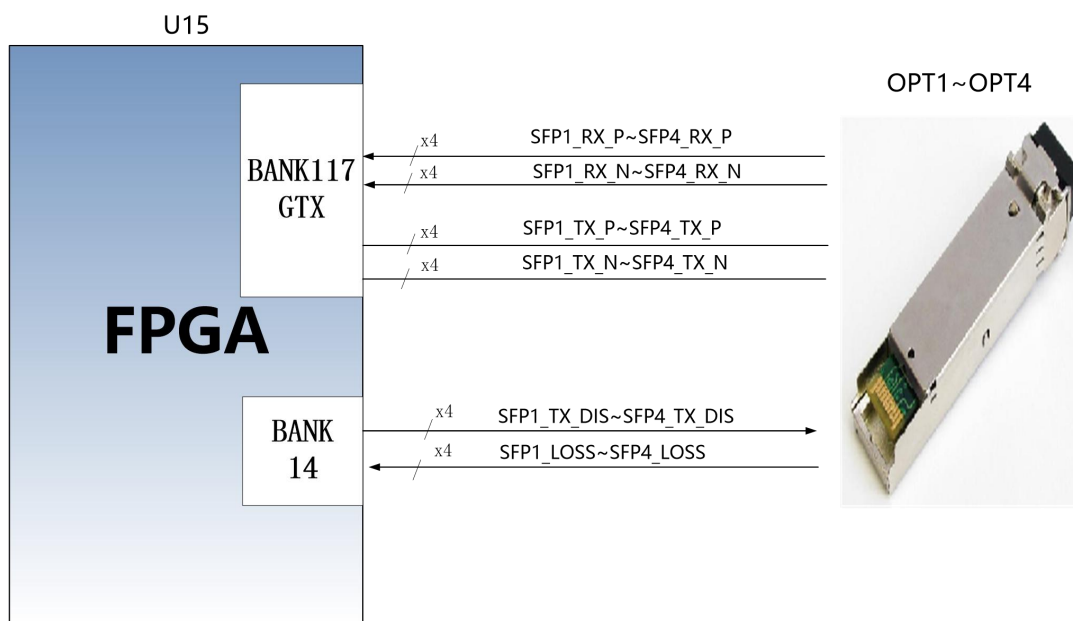 U15
OPT1~OPT4
BANK117
GTX
x4
SFP1_RX_P~SFP4_RX_P
x4
SFP1_RX_N~SFP4_RX_N
x4
SFP1_TX_P~SFP4_TX_P
x4
SFP1_TX_N~SFP4_TX_N
FPGA
BANK
14
x4
SFP1_TX_DIS~SFP4_TX_DIS
x4
SFP1_LOSS~SFP4_LOSS